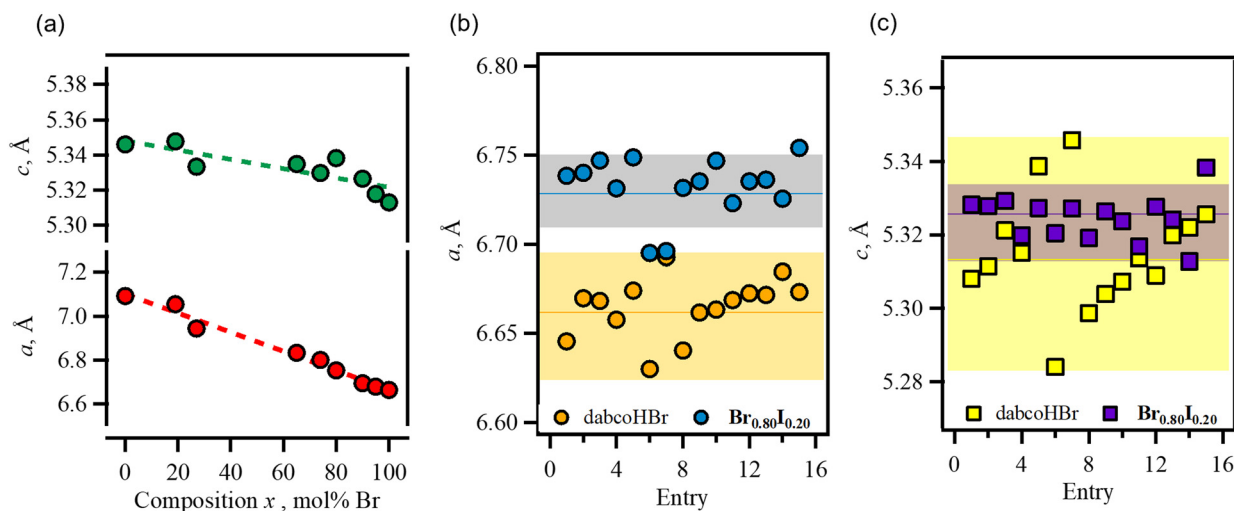 (a)
5.38
5.36
5.34
5.32
5.30
c, Å
7.2
7.0
6.8
6.6
a, Å
0 20 40 60 80 100
Composition x , mol% Br
(b)
6.80
6.75
6.70
6.65
6.60
a, Å
dabcoHBr Br0.80I0.20
0 4 8 12 16
Entry
(c)
5.36
5.34
5.32
5.30
5.28
c, Å
dabcoHBr Br0.80I0.20
0 4 8 12 16
Entry